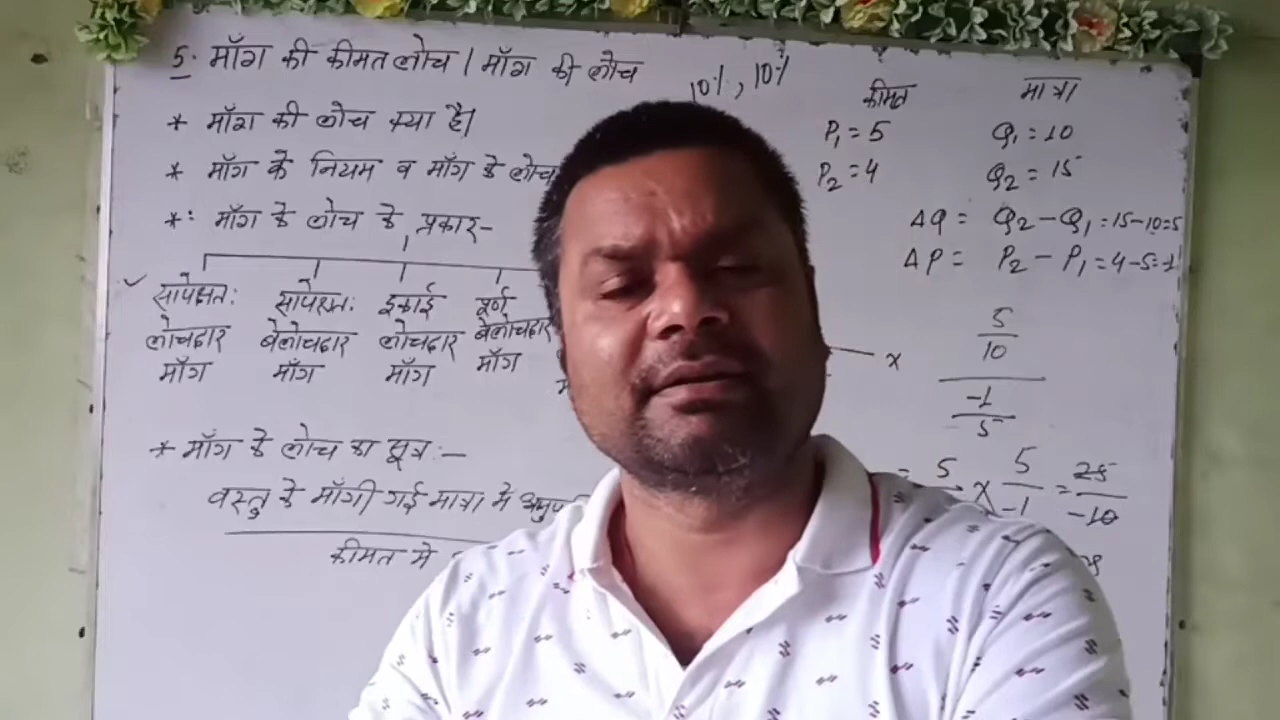 5. माँग की कीमत लोच / माँग की लोच
10%, 10%
* माँग की लोच क्या है।
* माँग के नियम व माँग के लोच
*: माँग के लोच के प्रकार-
सापेक्षतः लोचदार माँग
सापेक्षतः बेलोचदार माँग
इकाई लोचदार माँग
पूर्ण बेलोचदार माँग
* माँग के लोच का सूत्र:-
वस्तु के माँगी गई मात्रा में
कीमत में
कीमत मात्रा
P₁ = 5 Q₁ = 10
P₂ = 4 Q₂ = 15
ΔQ = Q₂ - Q₁ = 15-10=5
ΔP = P₂ - P₁ = 4-5=-1
x
5
10
-1
5
= 5 × 5 = 25
-1 -10